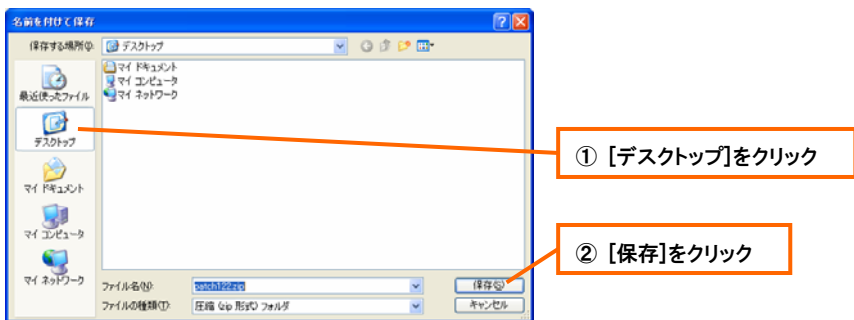 名前を付けて保存
保存する場所(I): デスクトップ
マイ ドキュメント
マイ コンピュータ
マイ ネットワーク
最近使ったファイル
デスクトップ
マイ ドキュメント
マイ コンピュータ
マイ ネットワーク
ファイル名(N): patch122.zip
保存(S)
ファイルの種類(T): 圧縮 (zip 形式) フォルダ
キャンセル
① [デスクトップ]をクリック
② [保存]をクリック